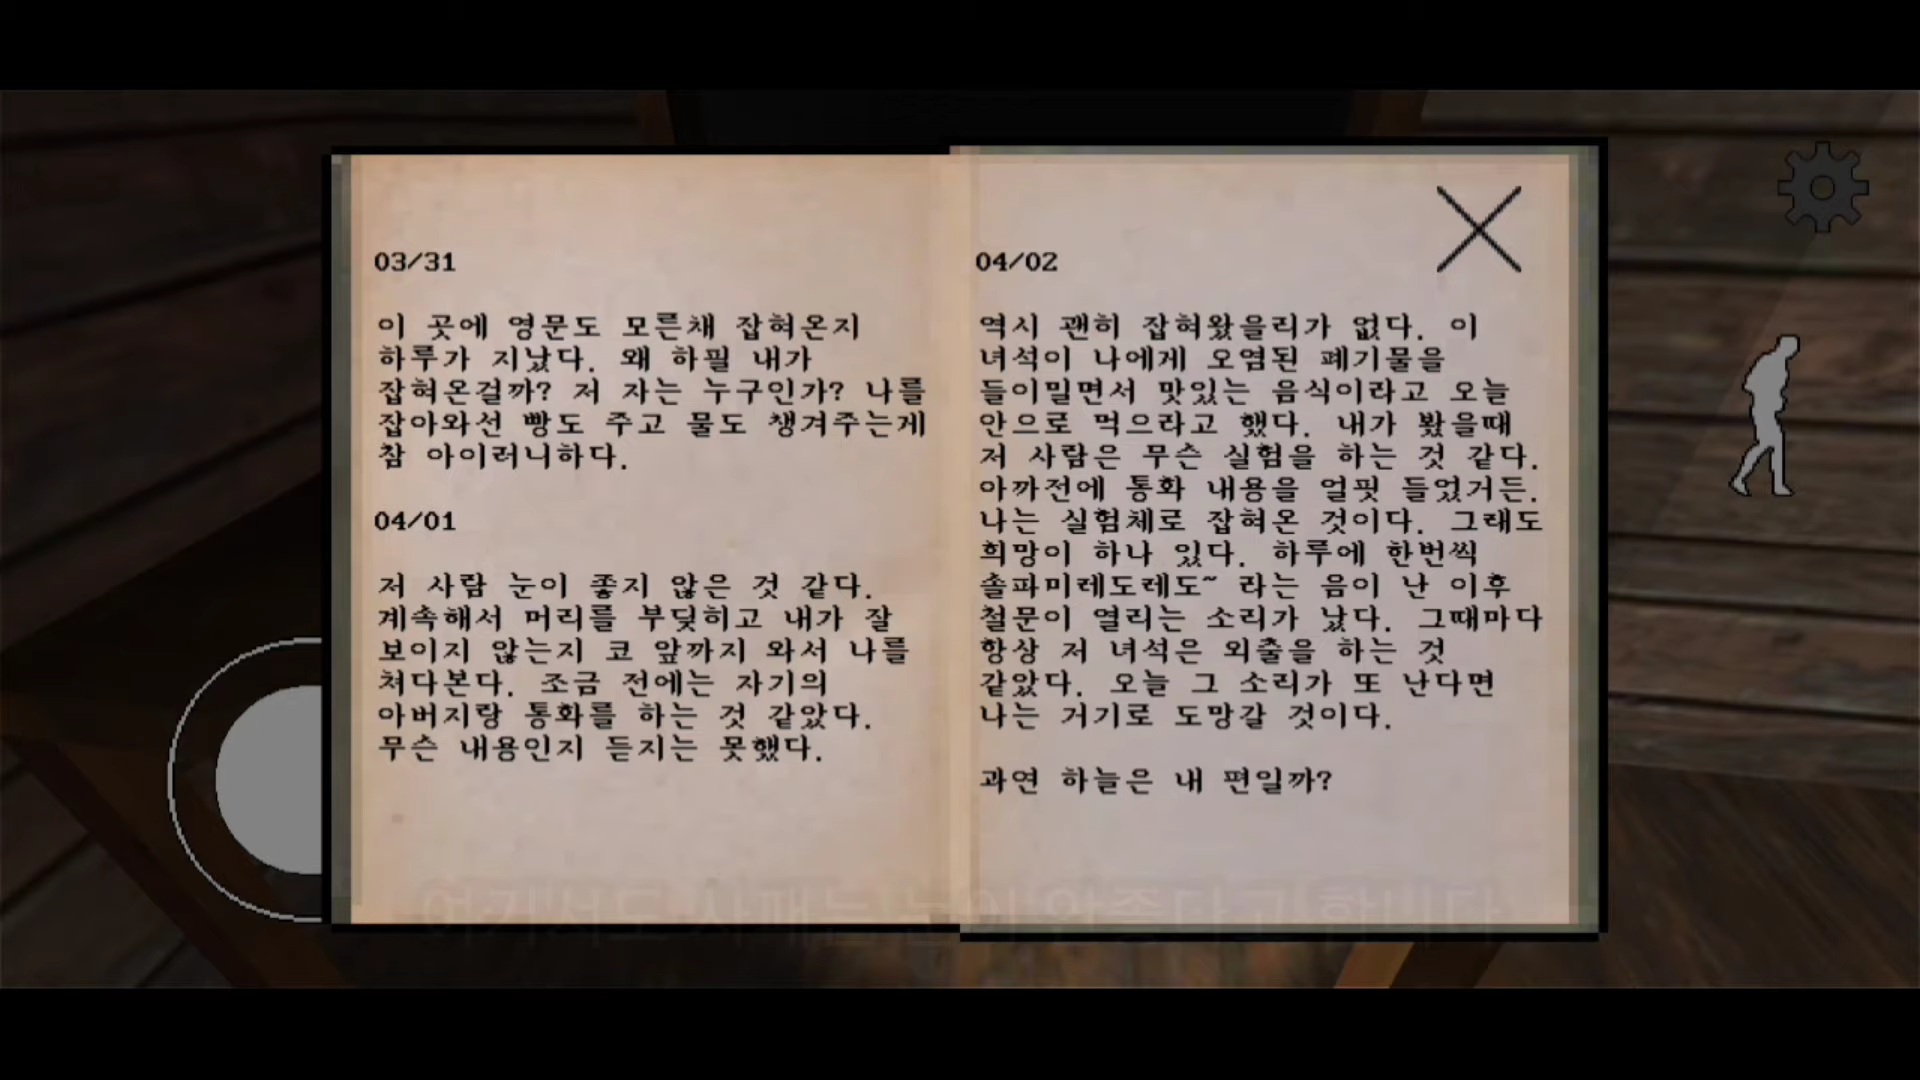 03/31
이 곳에 영문도 모른채 잡혀온지
하루가 지났다. 왜 하필 내가
잡혀온걸까? 저 자는 누구인가? 나를
잡아와선 빵도 주고 물도 챙겨주는게
참 아이러니하다.
04/01
저 사람 눈이 좋지 않은 것 같다.
계속해서 머리를 부딪히고 내가 잘
보이지 않는지 코 앞까지 와서 나를
쳐다본다. 조금 전에는 자기의
아버지랑 통화를 하는 것 같았다.
무슨 내용인지 듣지는 못했다.
04/02
역시 괜히 잡혀왔을리가 없다. 이
녀석이 나에게 오염된 폐기물을
들이밀면서 맛있는 음식이라고 오늘
안으로 먹으라고 했다. 내가 봤을때
저 사람은 무슨 실험을 하는 것 같다.
아까전에 통화 내용을 얼핏 들었거든.
나는 실험체로 잡혀온 것이다. 그래도
희망이 하나 있다. 하루에 한번씩
솔파미레도레도~ 라는 음이 난 이후
철문이 열리는 소리가 났다. 그때마다
항상 저 녀석은 외출을 하는 것
같았다. 오늘 그 소리가 또 난다면
나는 거기로 도망갈 것이다.
과연 하늘은 내 편일까?